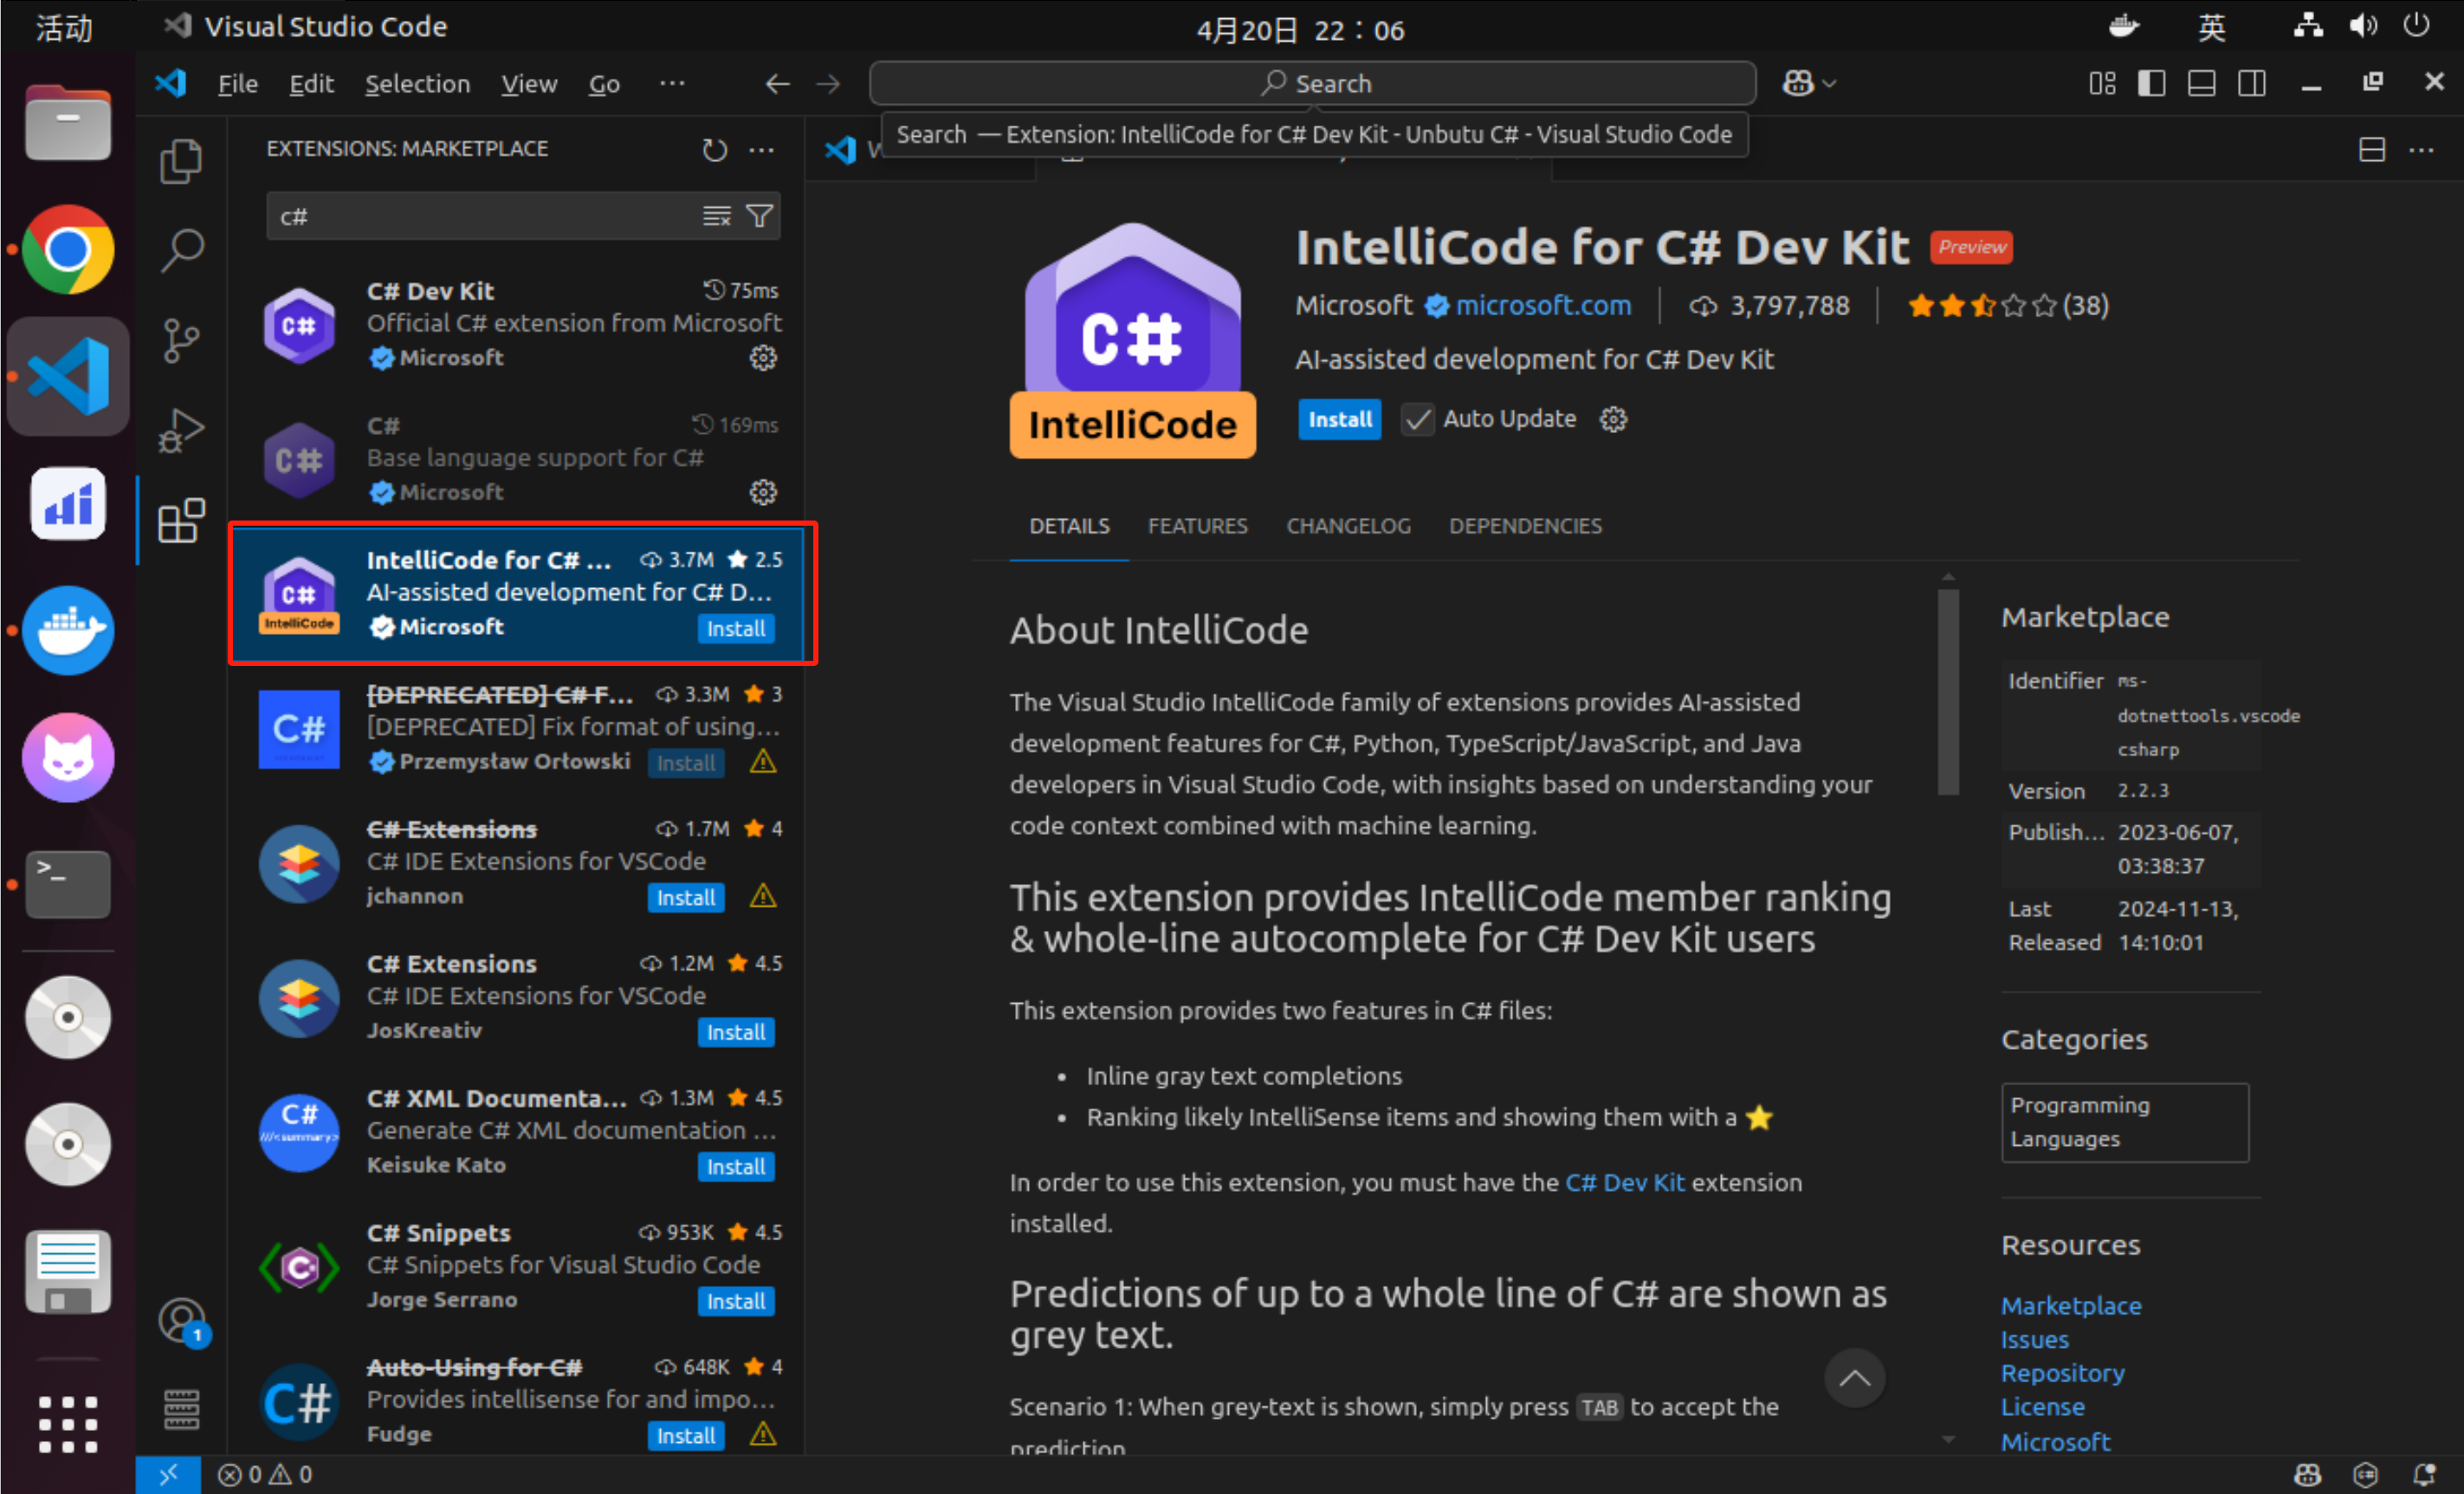 活动
Visual Studio Code
4月20日 22：06
英
File Edit Selection View Go ···
Search
Search — Extension: IntelliCode for C# Dev Kit - Unbutu C# - Visual Studio Code
EXTENSIONS: MARKETPLACE
c#
C# Dev Kit 75ms
Official C# extension from Microsoft
Microsoft
C# 169ms
Base language support for C#
Microsoft
IntelliCode for C# ... 3.7M 2.5
AI-assisted development for C# D...
Microsoft Install
[DEPRECATED] C# F... 3.3M 3
[DEPRECATED] Fix format of using...
Przemysław Orłowski Install
C# Extensions 1.7M 4
C# IDE Extensions for VSCode
jchannon Install
C# Extensions 1.2M 4.5
C# IDE Extensions for VSCode
JosKreativ Install
C# XML Documenta... 1.3M 4.5
Generate C# XML documentation ...
Keisuke Kato Install
C# Snippets 953K 4.5
C# Snippets for Visual Studio Code
Jorge Serrano Install
Auto-Using for C# 648K 4
Provides intellisense for and impo...
Fudge Install
C#
C#
C#
IntelliCode
C#
C#
///<summary>
C
C#
1
C#
IntelliCode
IntelliCode for C# Dev Kit Preview
Microsoft microsoft.com 3,797,788 (38)
AI-assisted development for C# Dev Kit
Install Auto Update
DETAILS FEATURES CHANGELOG DEPENDENCIES
About IntelliCode
The Visual Studio IntelliCode family of extensions provides AI-assisted
development features for C#, Python, TypeScript/JavaScript, and Java
developers in Visual Studio Code, with insights based on understanding your
code context combined with machine learning.
This extension provides IntelliCode member ranking
& whole-line autocomplete for C# Dev Kit users
This extension provides two features in C# files:
• Inline gray text completions
• Ranking likely IntelliSense items and showing them with a ⭐
In order to use this extension, you must have the C# Dev Kit extension
installed.
Predictions of up to a whole line of C# are shown as
grey text.
Scenario 1: When grey-text is shown, simply press TAB to accept the
prediction
Marketplace
Identifier ms-
dotnettools.vscode
csharp
Version 2.2.3
Publish... 2023-06-07,
03:38:37
Last 2024-11-13,
Released 14:10:01
Categories
Programming
Languages
Resources
Marketplace
Issues
Repository
License
Microsoft
0 0